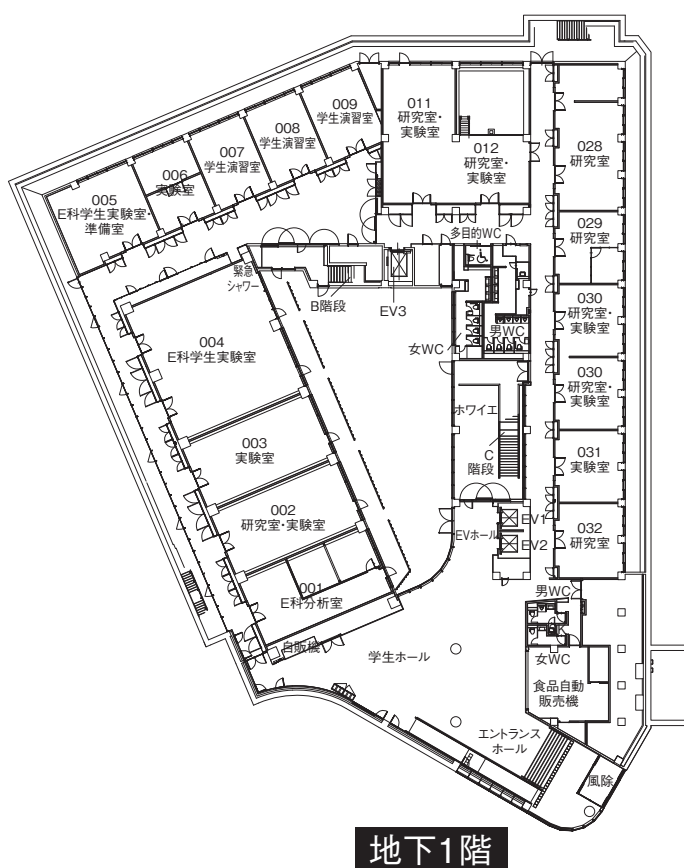 009
学生演習室
008
学生演習室
007
学生演習室
006
実験室
005
E科学生実験室・
準備室
011
研究室・
実験室
012
研究室・
実験室
028
研究室
029
研究室
030
研究室・
実験室
030
研究室・
実験室
031
実験室
032
研究室
多目的WC
緊急
シャワー
B階段
EV3
女WC
男WC
004
E科学生実験室
003
実験室
002
研究室・実験室
001
E科分析室
ホワイエ
C
階段
EVホール
EV1
EV2
男WC
女WC
自販機
学生ホール
食品自動
販売機
エントランス
ホール
風除
地下1階